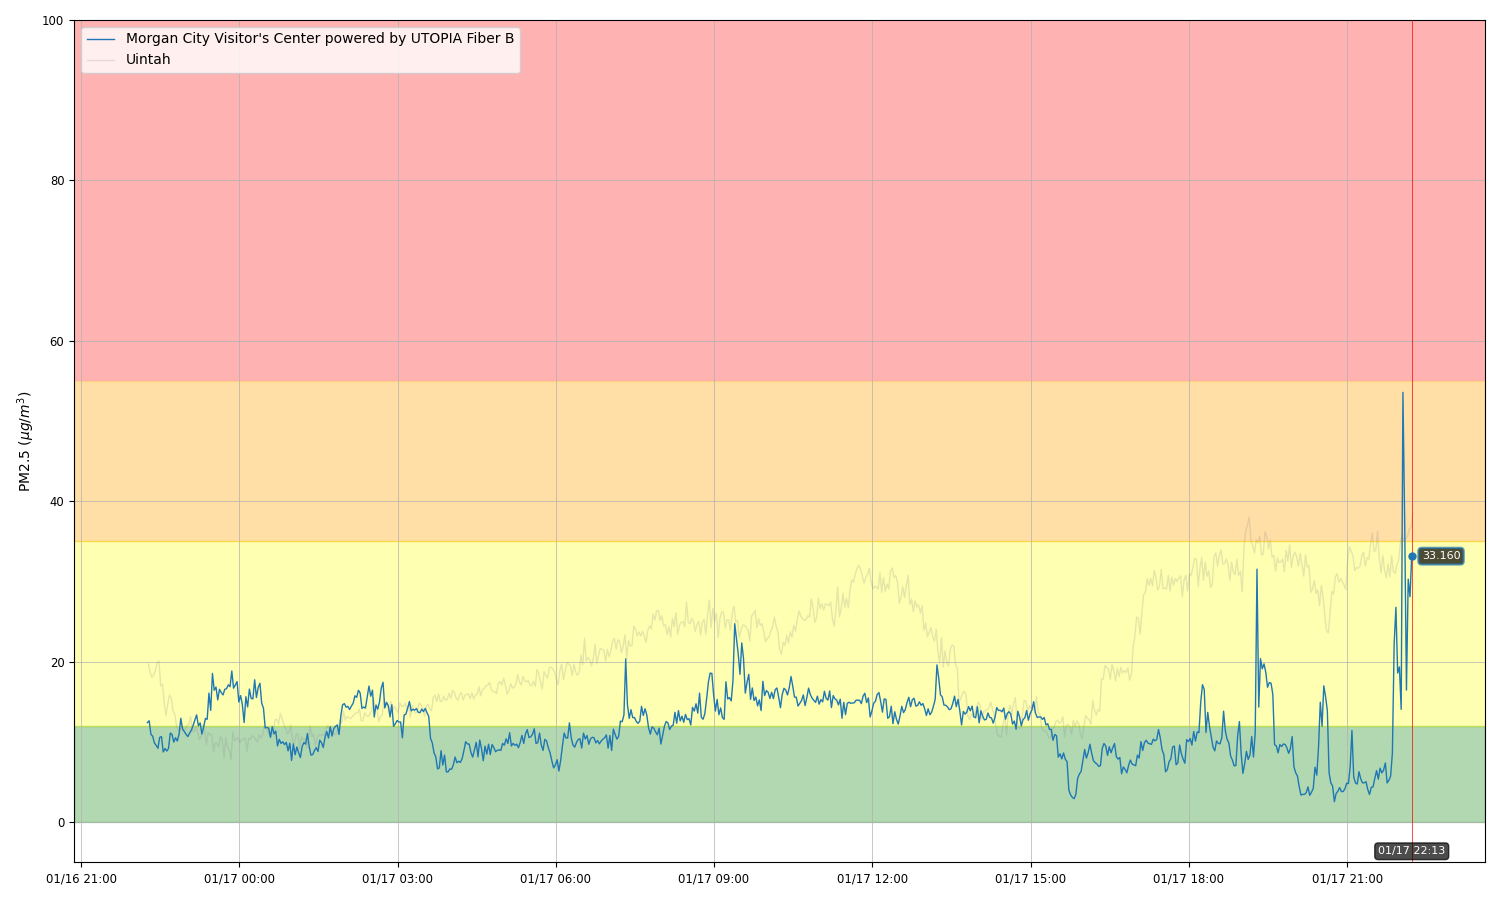 100
Morgan City Visitor's Center powered by UTOPIA Fiber B
Uintah
80
60
PM2.5 (μg/m³)
40
33.160
20
0
01/17 22:13
01/16 21:00 01/17 00:00 01/17 03:00 01/17 06:00 01/17 09:00 01/17 12:00 01/17 15:00 01/17 18:00 01/17 21:00